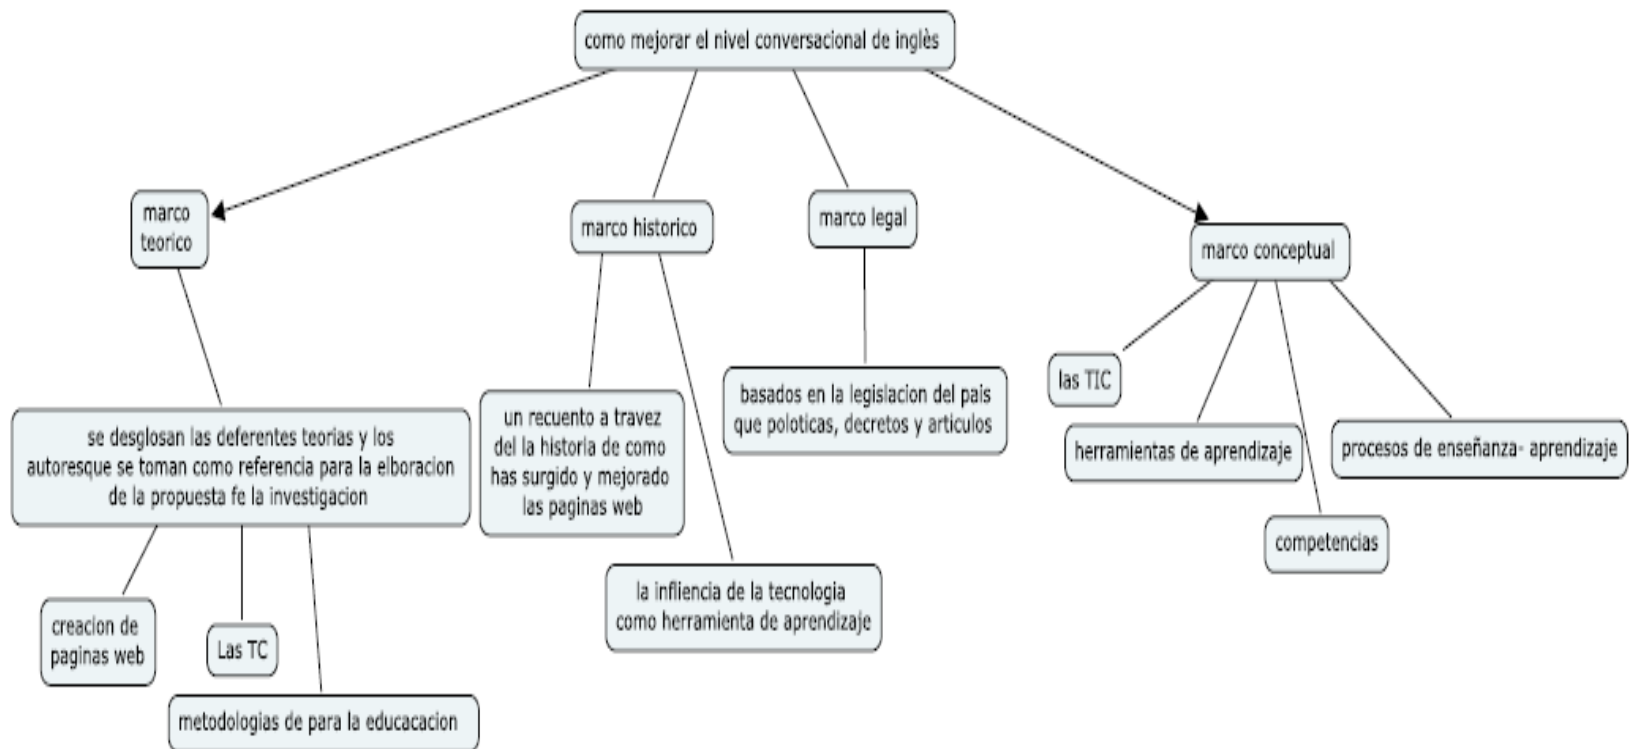 como mejorar el nivel conversacional de inglès
marco
teorico
marco historico
marco legal
marco conceptual
se desglosan las deferentes teorias y los
autoresque se toman como referencia para la elboracion
de la propuesta fe la investigacion
un recuento a travez
del la historia de como
has surgido y mejorado
las paginas web
basados en la legislacion del pais
que poloticas, decretos y articulos
las TIC
herramientas de aprendizaje
procesos de enseñanza- aprendizaje
competencias
creacion de
paginas web
Las TC
metodologias de para la educacacion
la infliencia de la tecnologia
como herramienta de aprendizaje